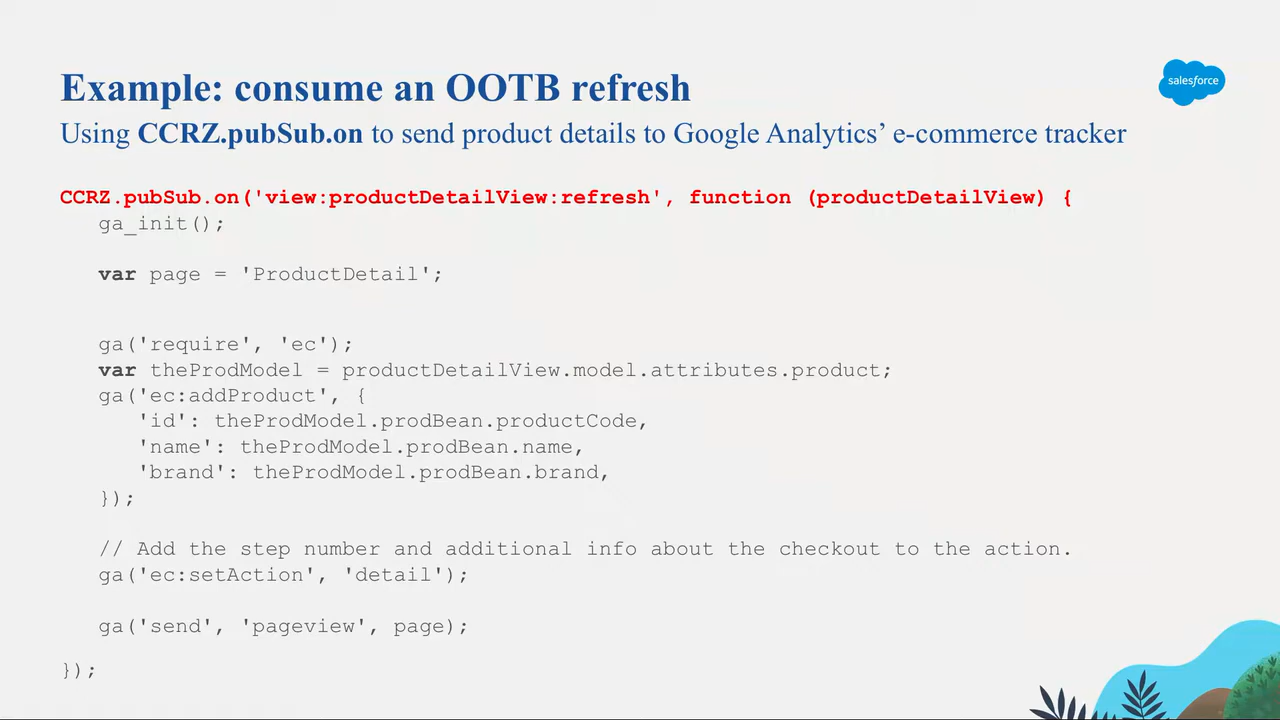 Example: consume an OOTB refresh
salesforce
Using CCRZ.pubSub.on to send product details to Google Analytics’ e-commerce tracker
CCRZ.pubSub.on('view:productDetailView:refresh', function (productDetailView) {
ga_init();
var page = 'ProductDetail';
ga('require', 'ec');
var theProdModel = productDetailView.model.attributes.product;
ga('ec:addProduct', {
'id': theProdModel.prodBean.productCode,
'name': theProdModel.prodBean.name,
'brand': theProdModel.prodBean.brand,
});
// Add the step number and additional info about the checkout to the action.
ga('ec:setAction', 'detail');
ga('send', 'pageview', page);
});